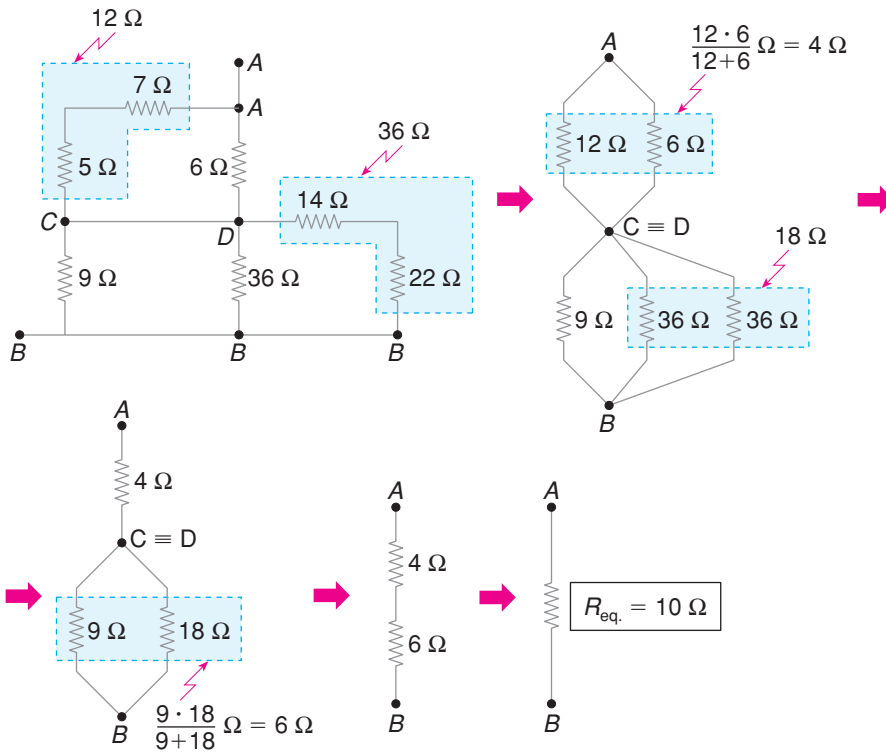 12 Ω
A
7 Ω
A
36 Ω
5 Ω
6 Ω
14 Ω
C
D
9 Ω
36 Ω
22 Ω
B
B
B
A
12 · 6
12+6 Ω = 4 Ω
12 Ω
6 Ω
C ≡ D
18 Ω
9 Ω
36 Ω
36 Ω
B
A
4 Ω
C ≡ D
9 Ω
18 Ω
B
9 · 18
9+18 Ω = 6 Ω
A
4 Ω
6 Ω
B
A
Req. = 10 Ω
B